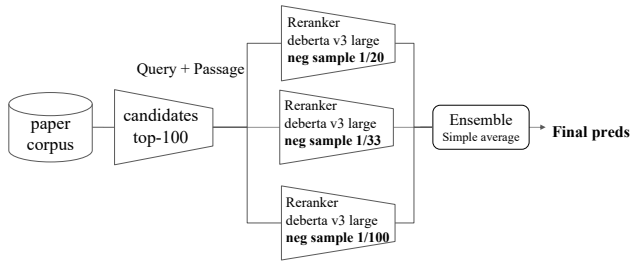 paper
corpus
candidates
top-100
Query + Passage
Reranker
deberta v3 large
neg sample 1/20
Reranker
deberta v3 large
neg sample 1/33
Reranker
deberta v3 large
neg sample 1/100
Ensemble
Simple average
Final preds